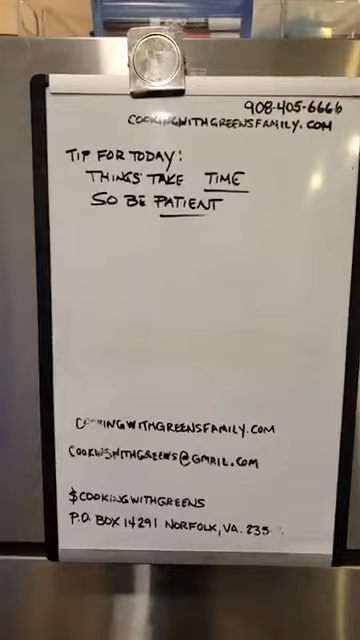 908-405-6666
COOKINGWITHGREENSFAMILY.COM
TIP FOR TODAY:
THINGS TAKE TIME
SO BE PATIENT
COOKINGWITHGREENSFAMILY.COM
COOKINGWITHGREENS@GMAIL.COM
$COOKINGWITHGREENS
P.O. BOX 14291 NORFOLK, VA.